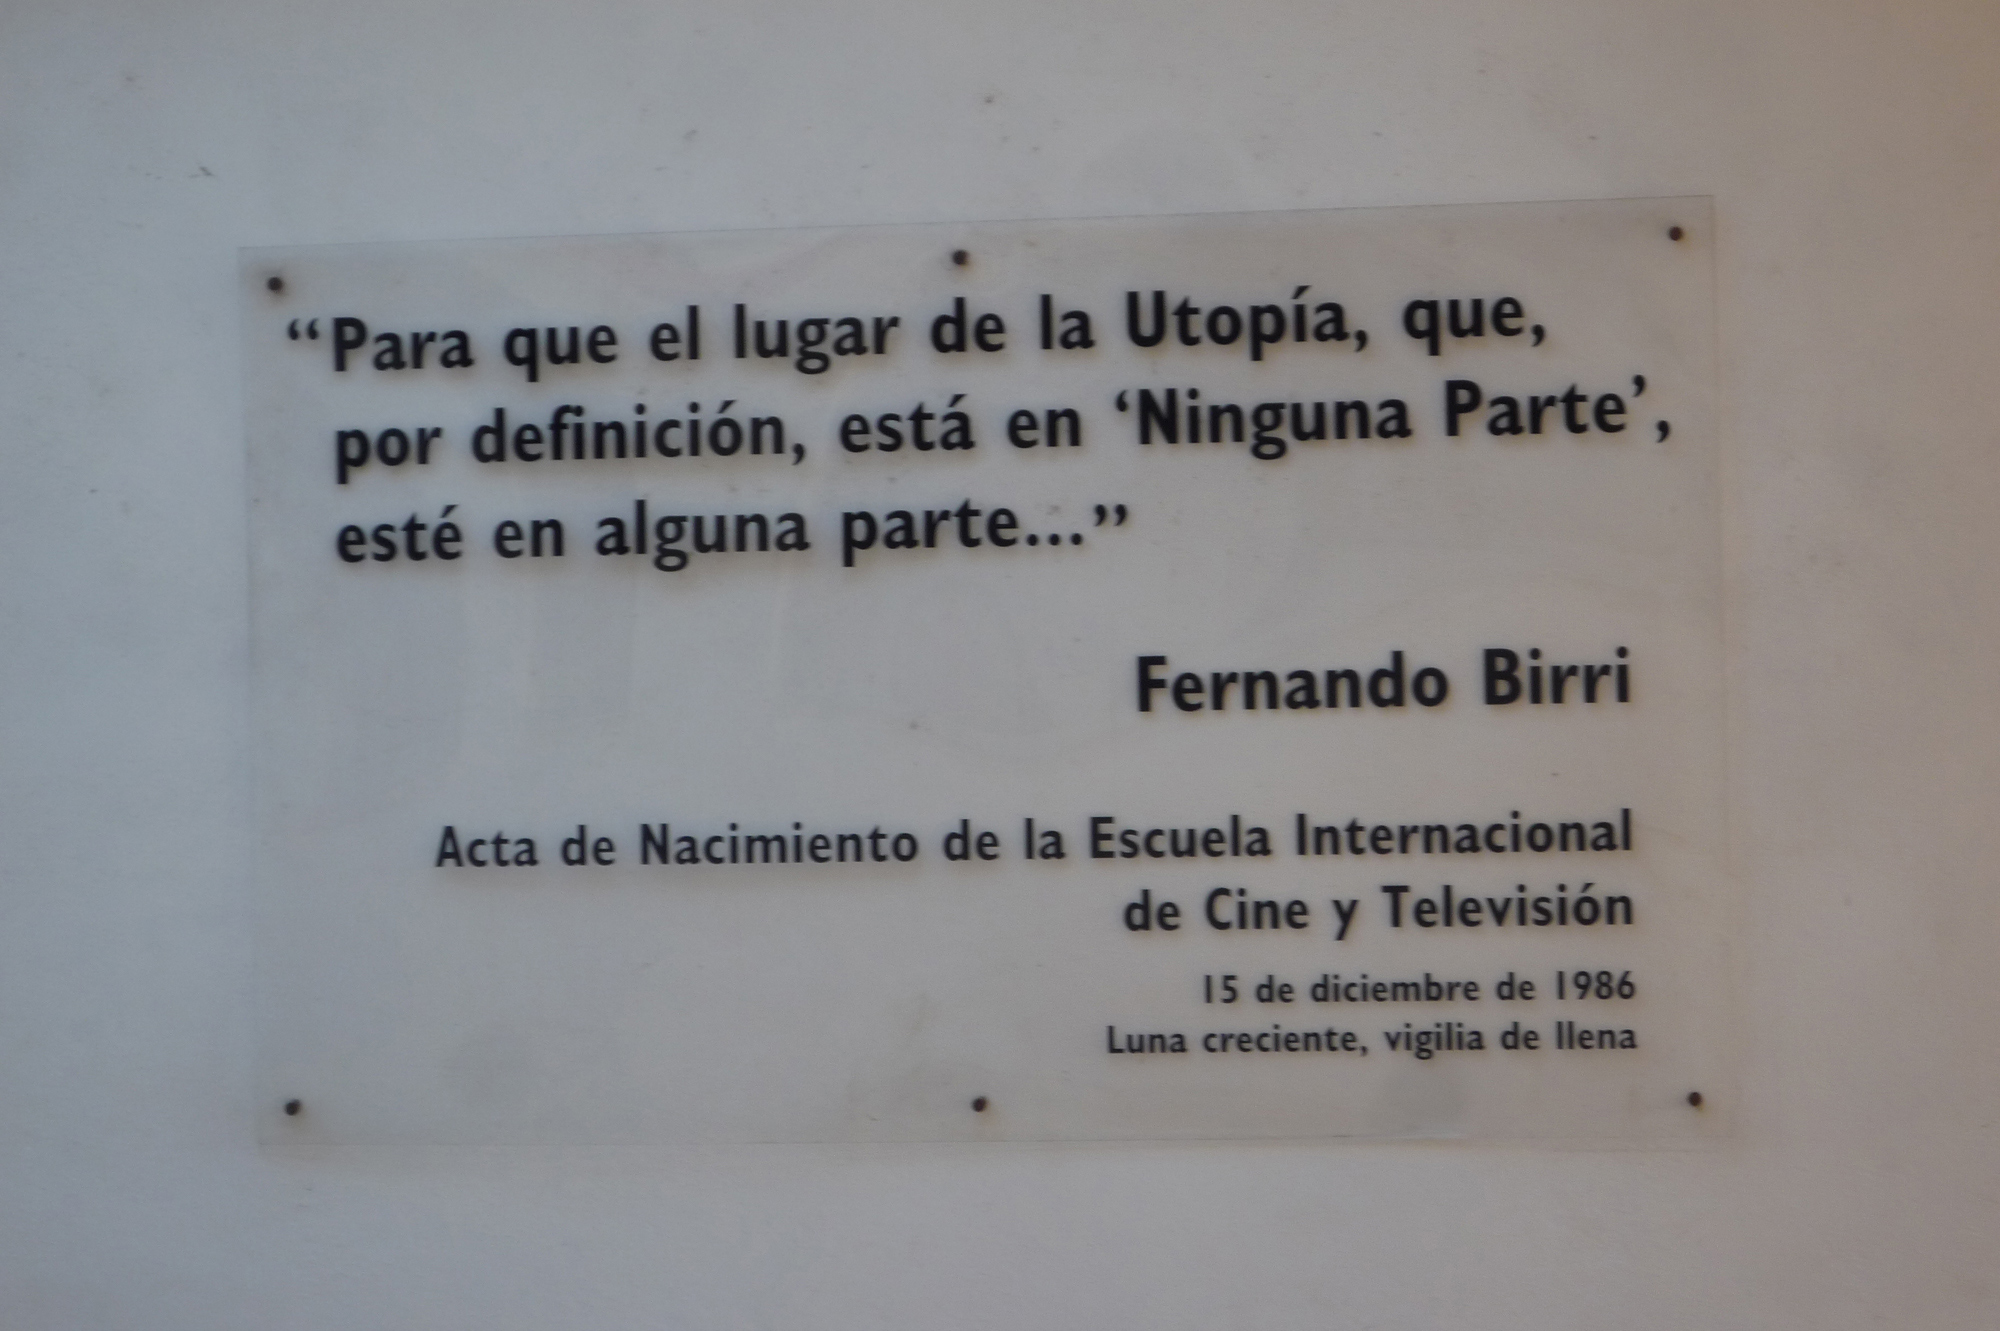 “Para que el lugar de la Utopía, que,
por definición, está en ‘Ninguna Parte’,
esté en alguna parte...”
Fernando Birri
Acta de Nacimiento de la Escuela Internacional
de Cine y Televisión
15 de diciembre de 1986
Luna creciente, vigilia de llena